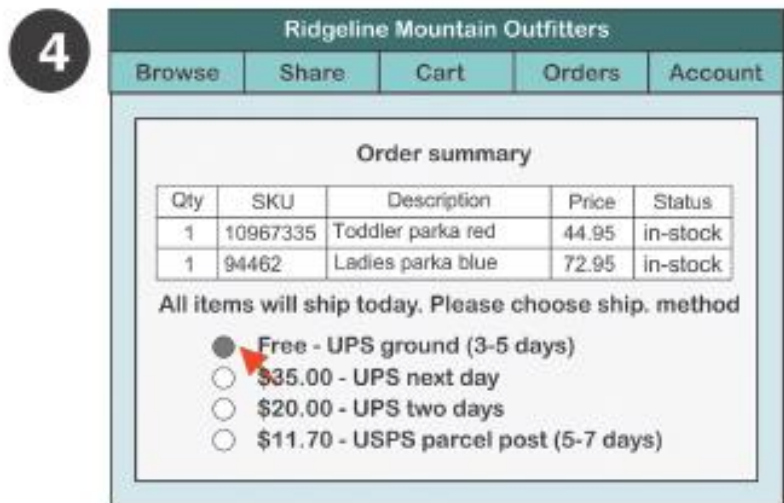 4
Ridgeline Mountain Outfitters
Browse Share Cart Orders Account
Order summary
Qty SKU Description Price Status
1 10967335 Toddler parka red 44.95 in-stock
1 94462 Ladies parka blue 72.95 in-stock
All items will ship today. Please choose ship. method
Free - UPS ground (3-5 days)
$35.00 - UPS next day
$20.00 - UPS two days
$11.70 - USPS parcel post (5-7 days)